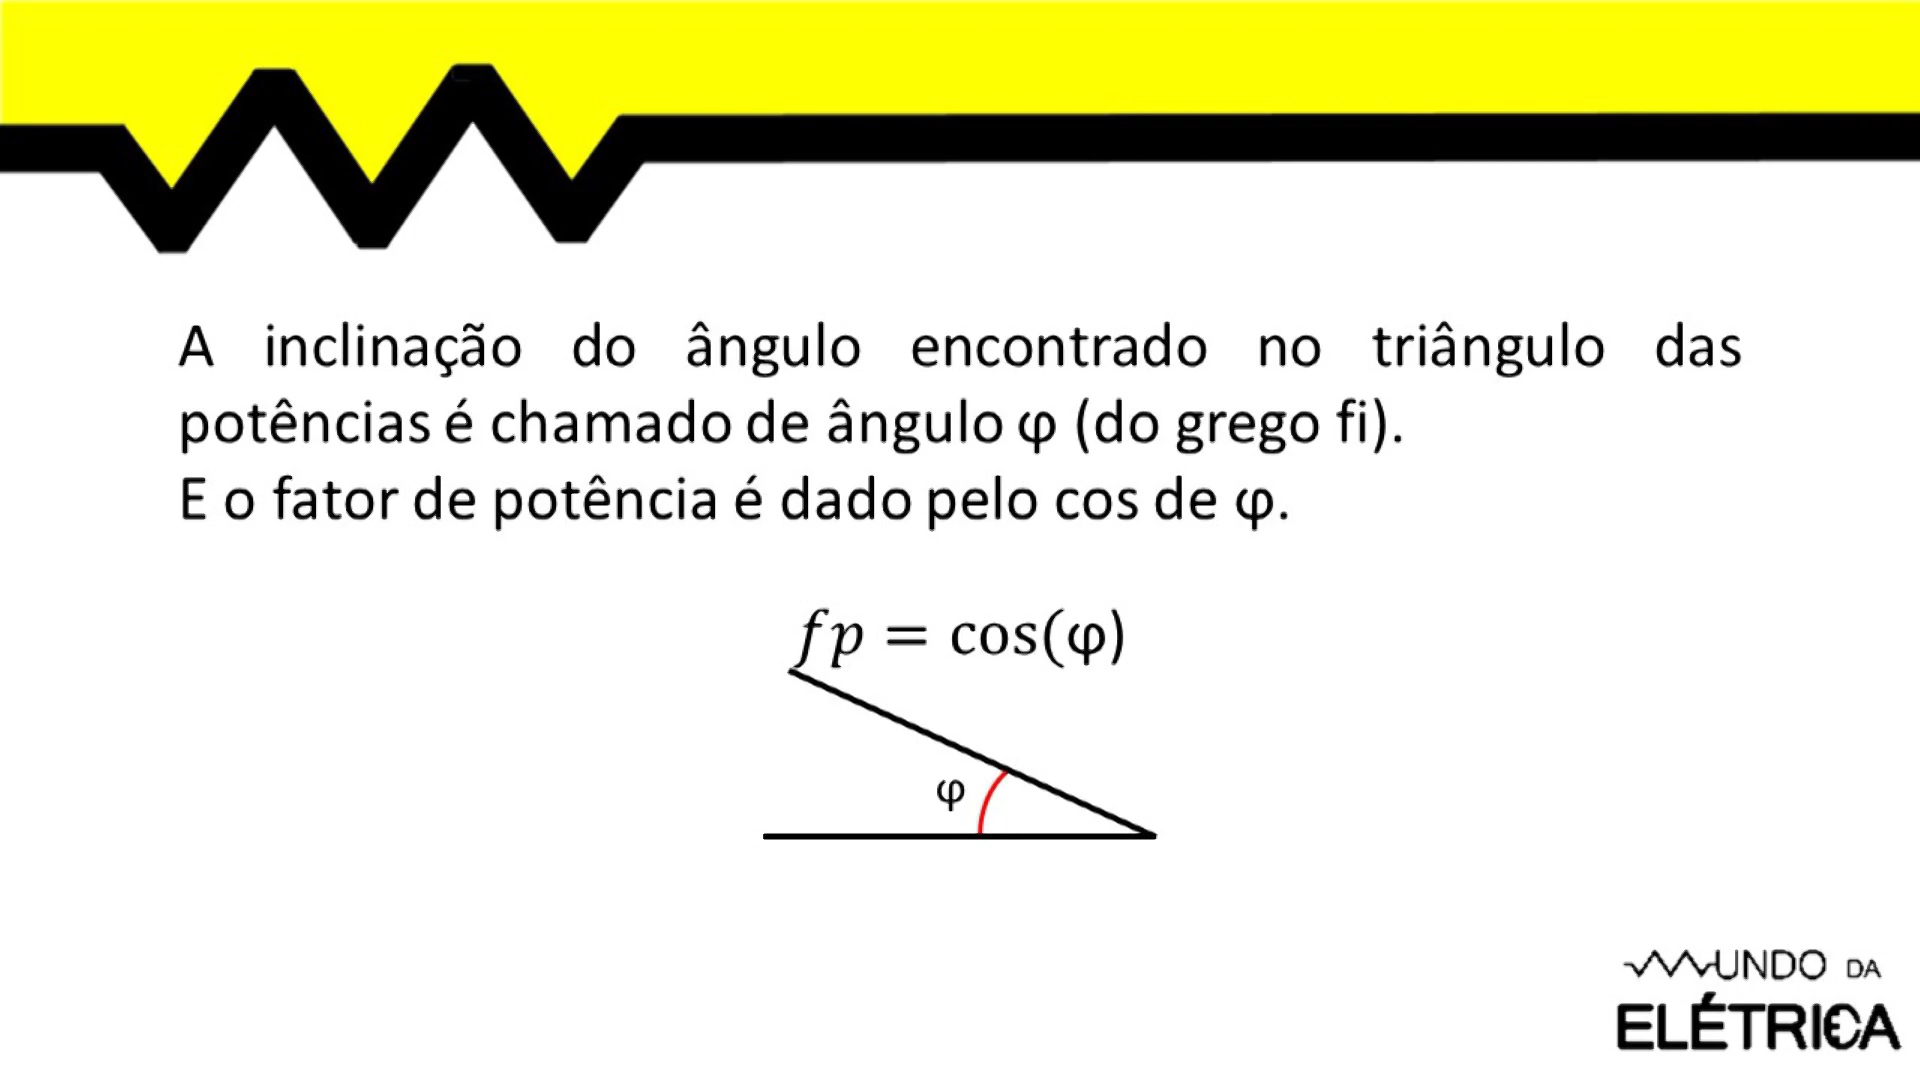 A inclinação do ângulo encontrado no triângulo das
potências é chamado de ângulo φ (do grego fi).
E o fator de potência é dado pelo cos de φ.
fp = cos(φ)
φ
MUNDO DA
ELÉTRICA